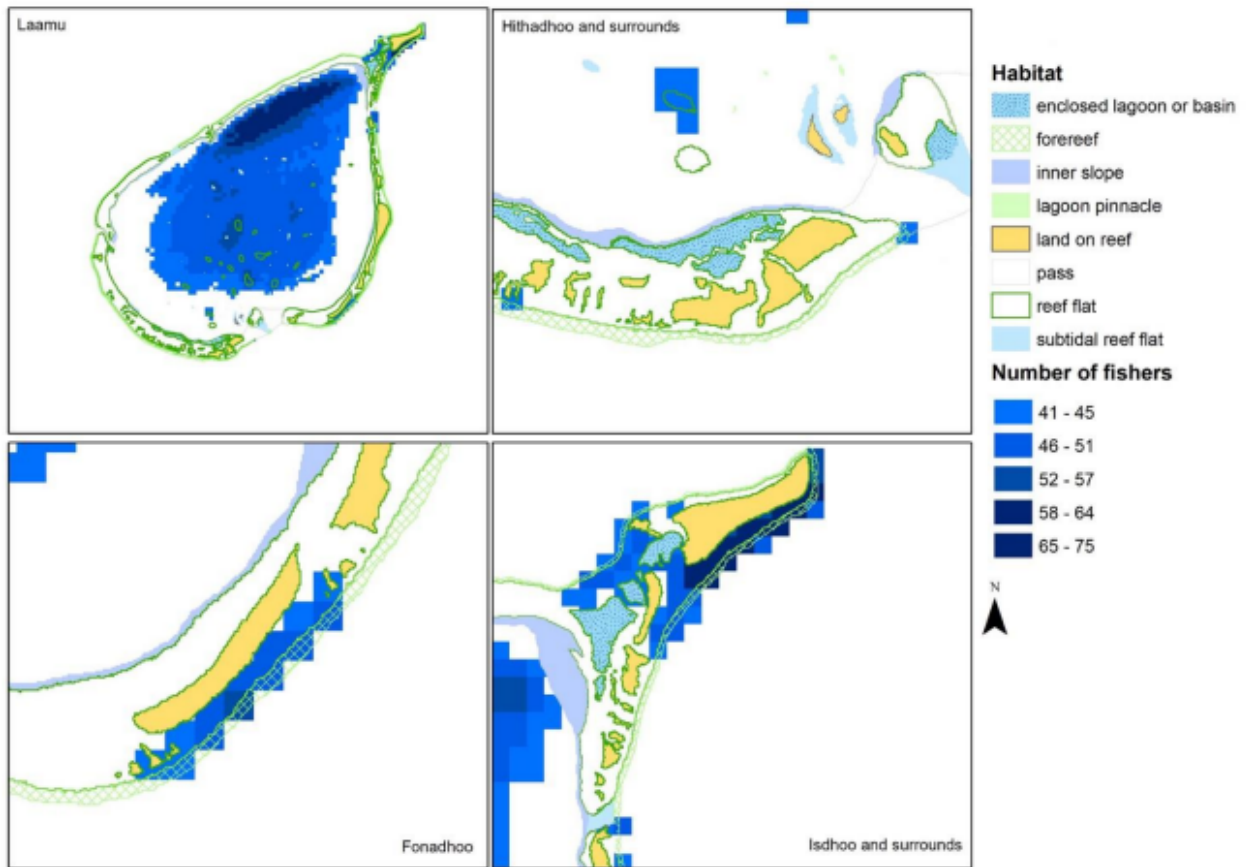 Laamu
Hithadhoo and surrounds
Fonadhoo
Isdhoo and surrounds
Habitat
enclosed lagoon or basin
forereef
inner slope
lagoon pinnacle
land on reef
pass
reef flat
subtidal reef flat
Number of fishers
41 - 45
46 - 51
52 - 57
58 - 64
65 - 75
N